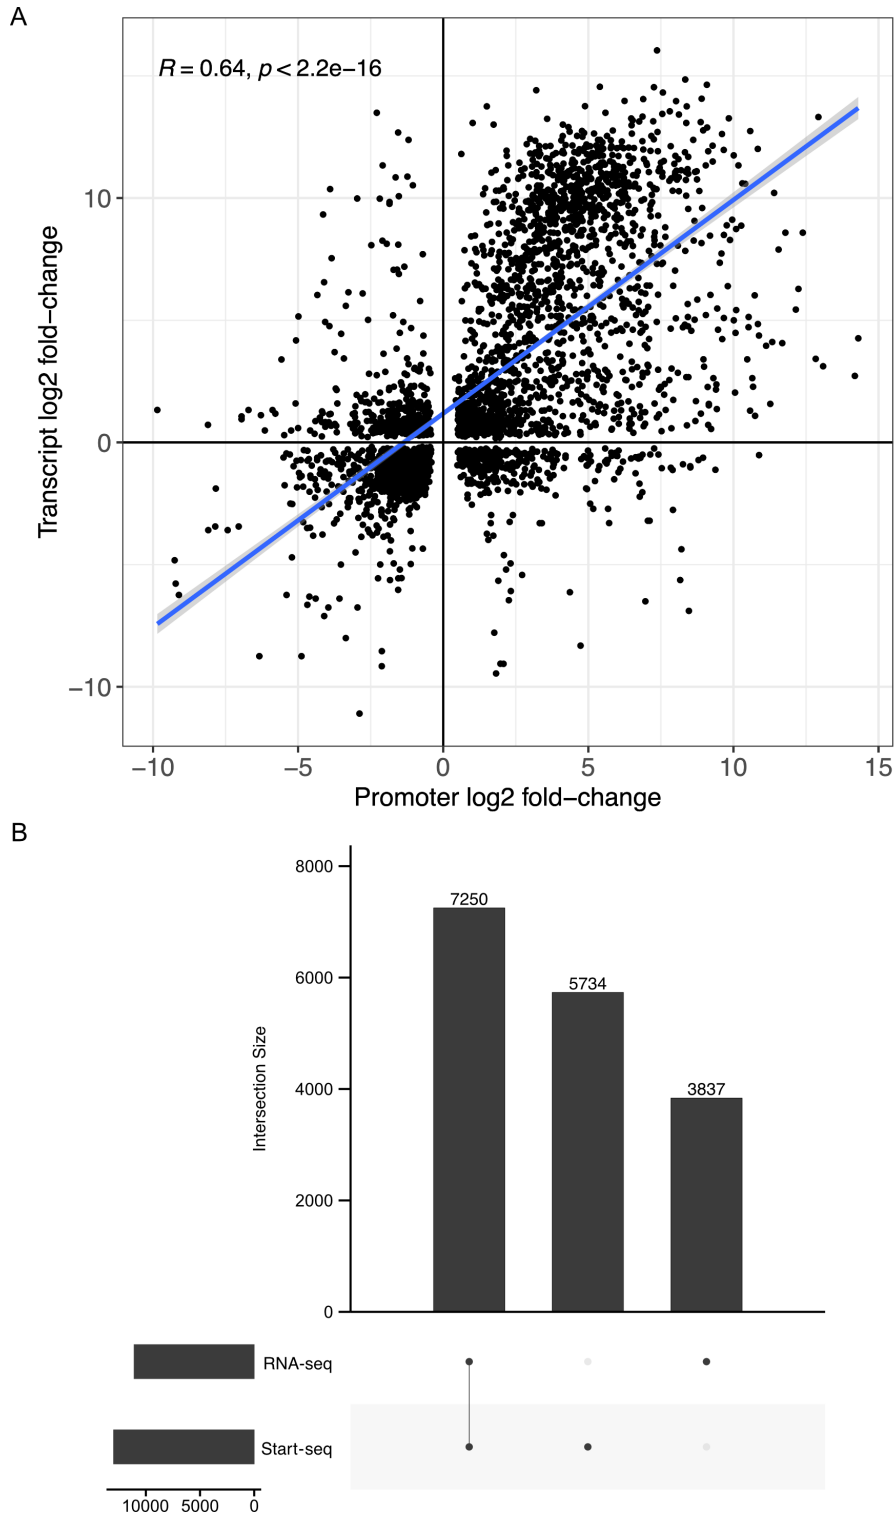 A
R = 0.64, p < 2.2e−16
10
0
−10
Transcript log2 fold−change
−10 −5 0 5 10 15
Promoter log2 fold−change
B
8000
7250
6000
5734
4000
3837
2000
0
Intersection Size
RNA-seq
Start-seq
10000 5000 0